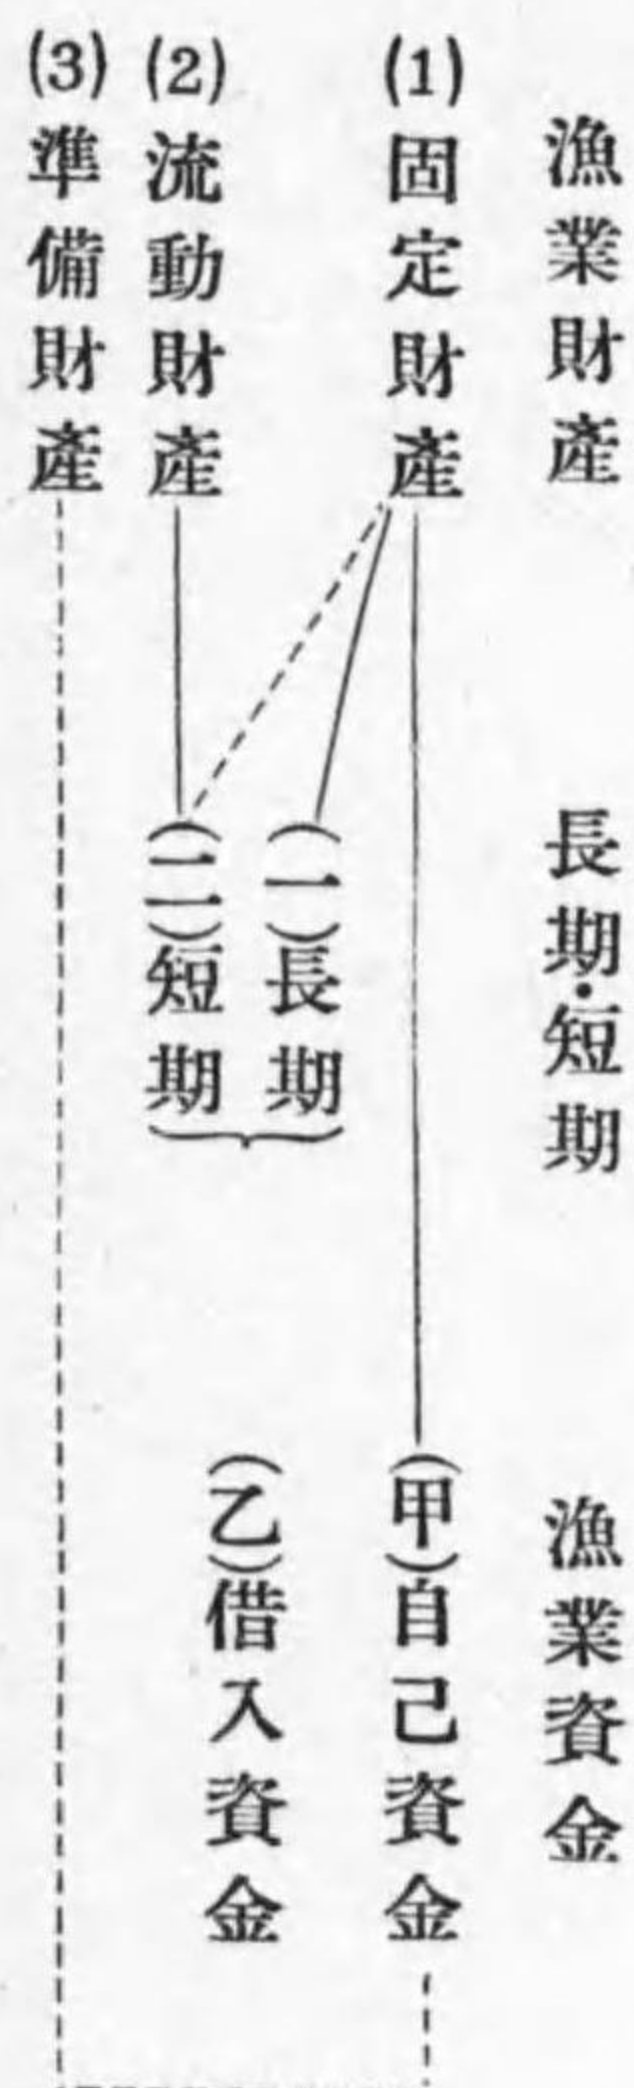 漁業財産 長期・短期 漁業資金
(1) 固定財産 (甲)自己資金
(一)長期
(乙)借入資金
(2) 流動財産 (二)短期
(3) 準備財産